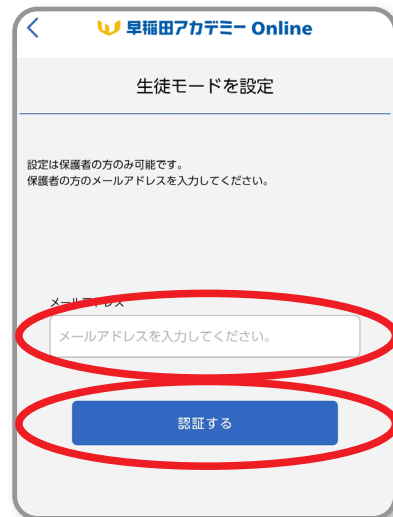 早稲田アカデミー Online
生徒モードを設定
設定は保護者の方のみ可能です。
保護者の方のメールアドレスを入力してください。
メールアドレス
メールアドレスを入力してください。
認証する